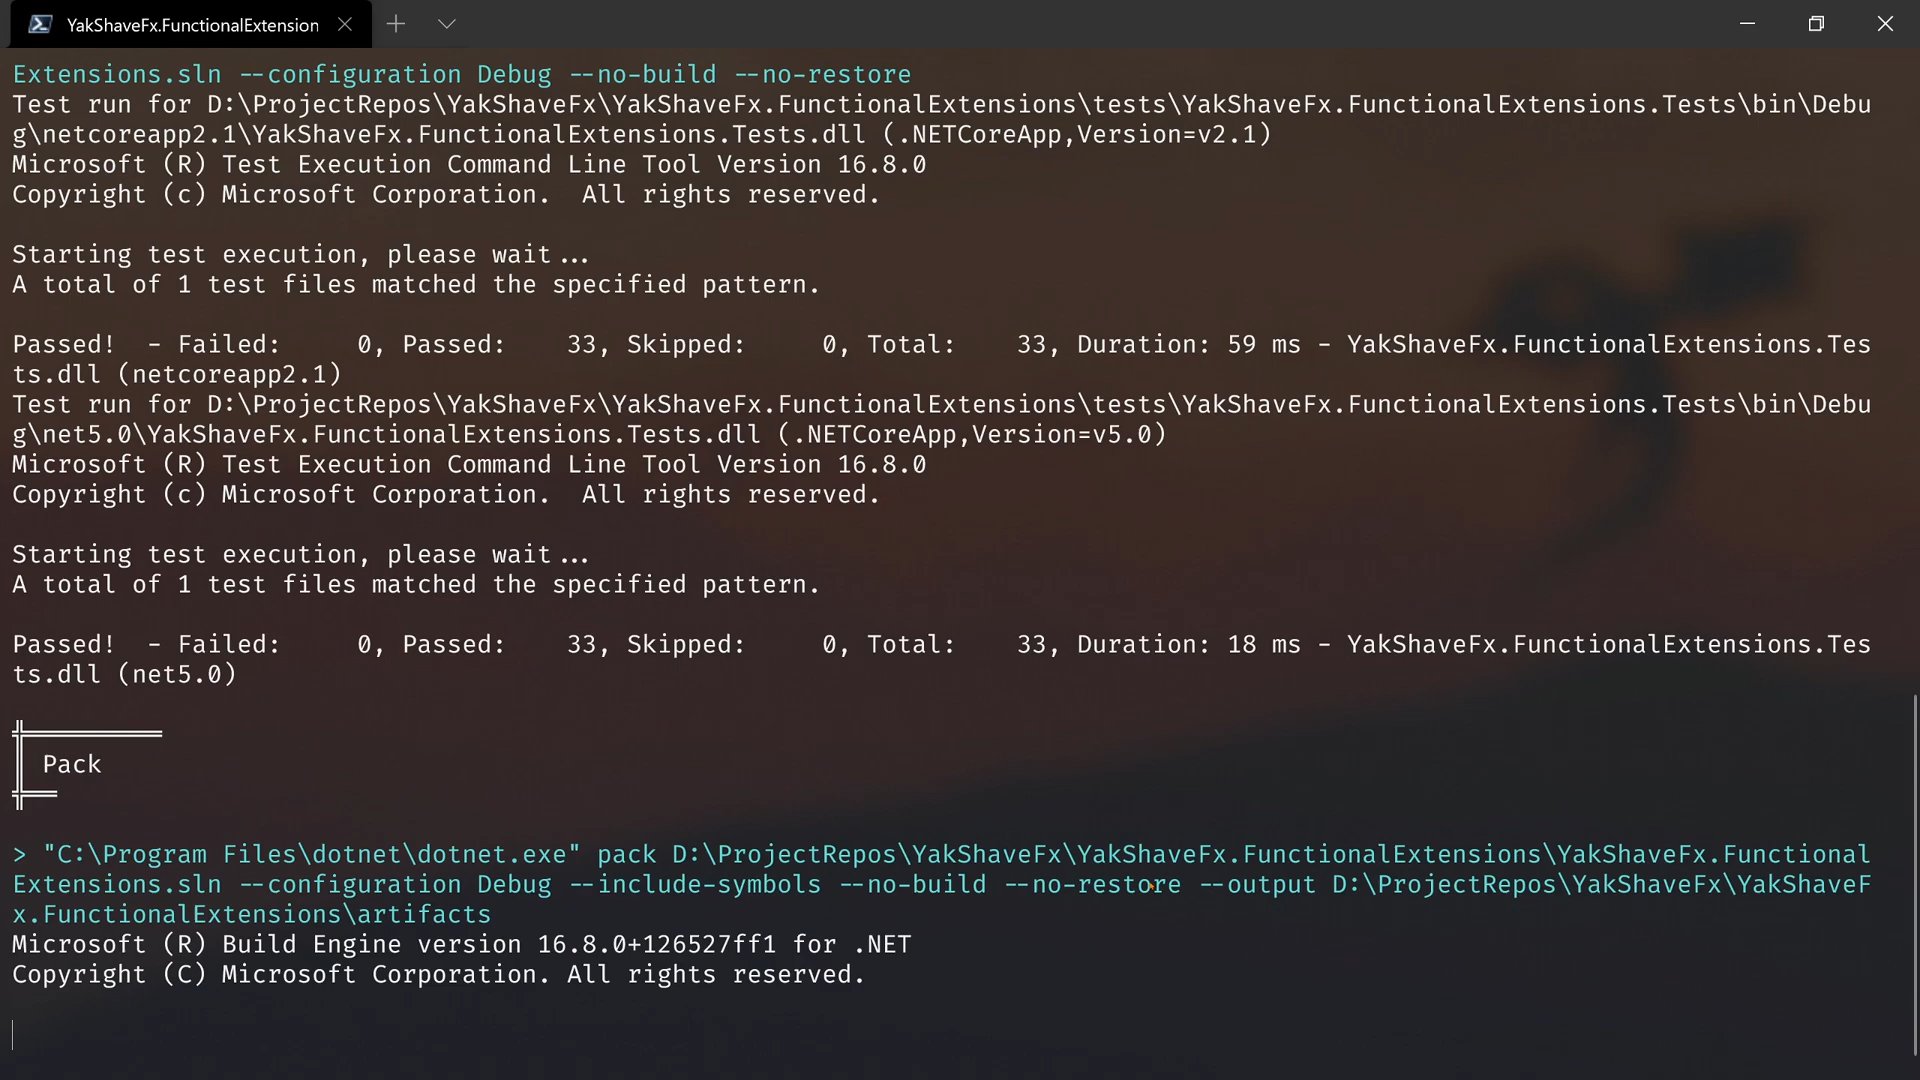 YakShaveFx.FunctionalExtension
Extensions.sln --configuration Debug --no-build --no-restore
Test run for D:\ProjectRepos\YakShaveFx\YakShaveFx.FunctionalExtensions\tests\YakShaveFx.FunctionalExtensions.Tests\bin\Debu
g\netcoreapp2.1\YakShaveFx.FunctionalExtensions.Tests.dll (.NETCoreApp,Version=v2.1)
Microsoft (R) Test Execution Command Line Tool Version 16.8.0
Copyright (c) Microsoft Corporation.  All rights reserved.
Starting test execution, please wait...
A total of 1 test files matched the specified pattern.
Passed!  - Failed:     0, Passed:    33, Skipped:     0, Total:    33, Duration: 59 ms - YakShaveFx.FunctionalExtensions.Tes
ts.dll (netcoreapp2.1)
Test run for D:\ProjectRepos\YakShaveFx\YakShaveFx.FunctionalExtensions\tests\YakShaveFx.FunctionalExtensions.Tests\bin\Debu
g\net5.0\YakShaveFx.FunctionalExtensions.Tests.dll (.NETCoreApp,Version=v5.0)
Microsoft (R) Test Execution Command Line Tool Version 16.8.0
Copyright (c) Microsoft Corporation.  All rights reserved.
Starting test execution, please wait...
A total of 1 test files matched the specified pattern.
Passed!  - Failed:     0, Passed:    33, Skipped:     0, Total:    33, Duration: 18 ms - YakShaveFx.FunctionalExtensions.Tes
ts.dll (net5.0)
Pack
> "C:\Program Files\dotnet\dotnet.exe" pack D:\ProjectRepos\YakShaveFx\YakShaveFx.FunctionalExtensions\YakShaveFx.Functional
Extensions.sln --configuration Debug --include-symbols --no-build --no-restore --output D:\ProjectRepos\YakShaveFx\YakShaveF
x.FunctionalExtensions\artifacts
Microsoft (R) Build Engine version 16.8.0+126527ff1 for .NET
Copyright (C) Microsoft Corporation. All rights reserved.